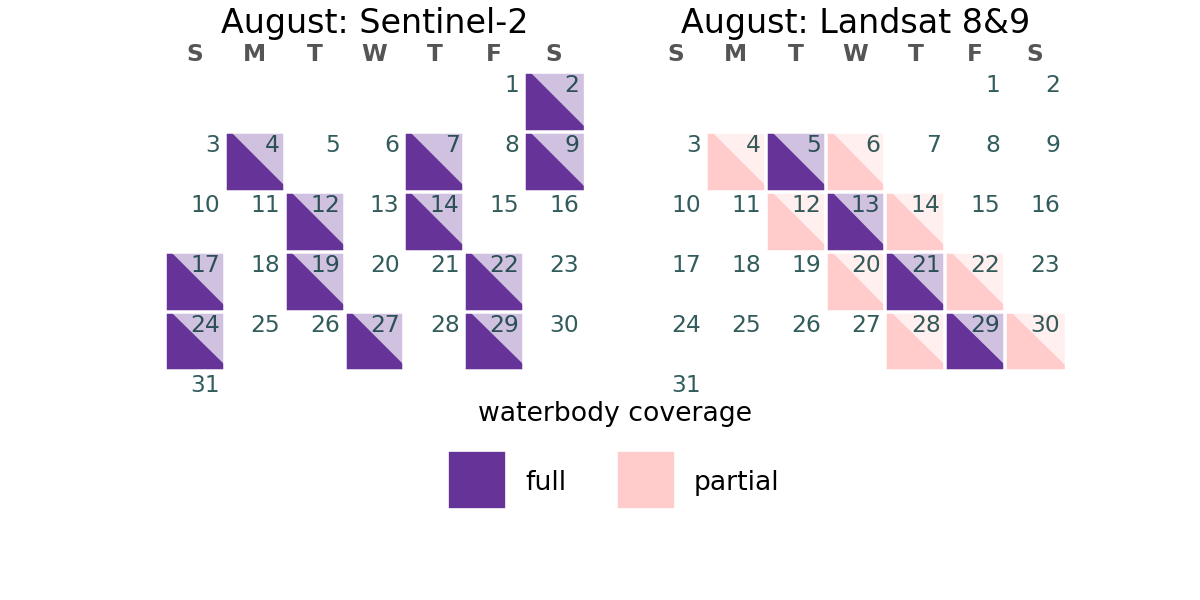 August: Sentinel-2
S M T W T F S
1 2
3 4 5 6 7 8 9
10 11 12 13 14 15 16
17 18 19 20 21 22 23
24 25 26 27 28 29 30
31
August: Landsat 8&9
S M T W T F S
1 2
3 4 5 6 7 8 9
10 11 12 13 14 15 16
17 18 19 20 21 22 23
24 25 26 27 28 29 30
31
waterbody coverage
full
partial